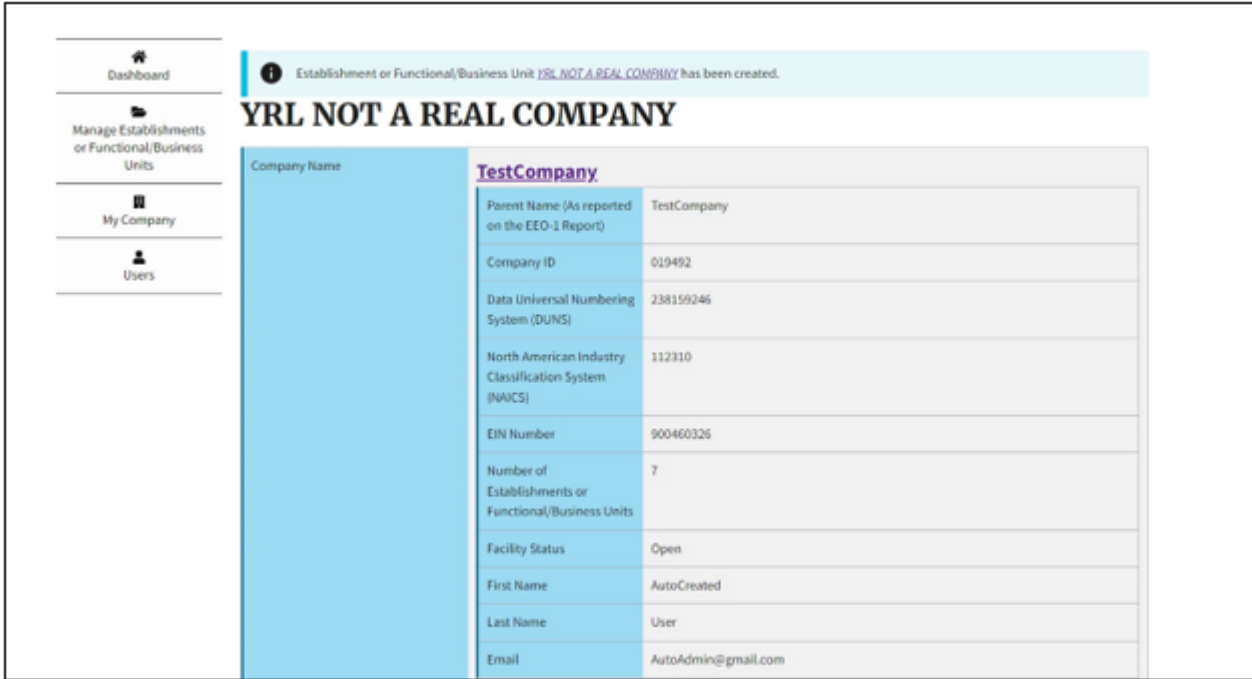 Dashboard
Manage Establishments
or Functional/Business
Units
My Company
Users
Establishment or Functional/Business Unit YRL NOT A REAL COMPANY has been created.
YRL NOT A REAL COMPANY
Company Name
TestCompany
Parent Name (As reported
on the EEO-1 Report)
TestCompany
Company ID
019492
Data Universal Numbering
System (DUNS)
238159246
North American Industry
Classification System
(NAICS)
112310
EIN Number
900460326
Number of
Establishments or
Functional/Business Units
7
Facility Status
Open
First Name
AutoCreated
Last Name
User
Email
AutoAdmin@gmail.com